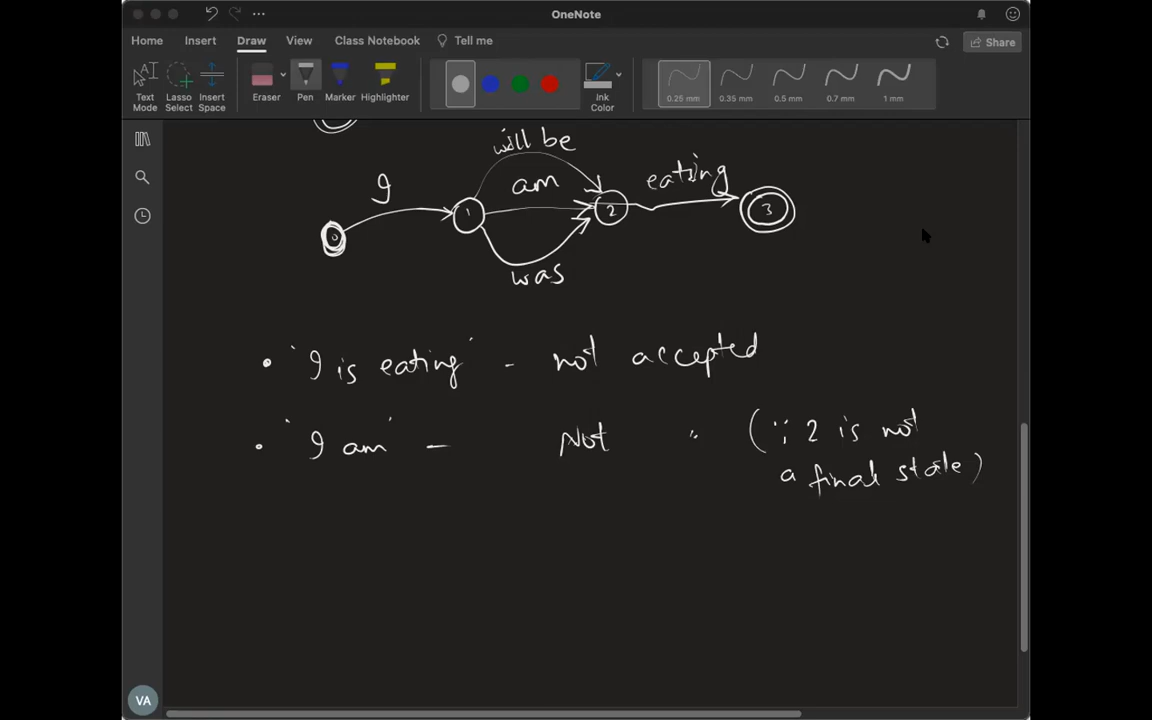 OneNote
Home Insert Draw View Class Notebook Tell me Share
Text Mode
Lasso Select
Insert Space
Eraser
Pen
Marker
Highlighter
Ink Color
0.25 mm
0.35 mm
0.5 mm
0.7 mm
1 mm
will be
I
am
eating
0
1
2
3
was
• 'I is eating' - not accepted
• 'I am' - Not " (∵ 2 is not
a final state)
VA